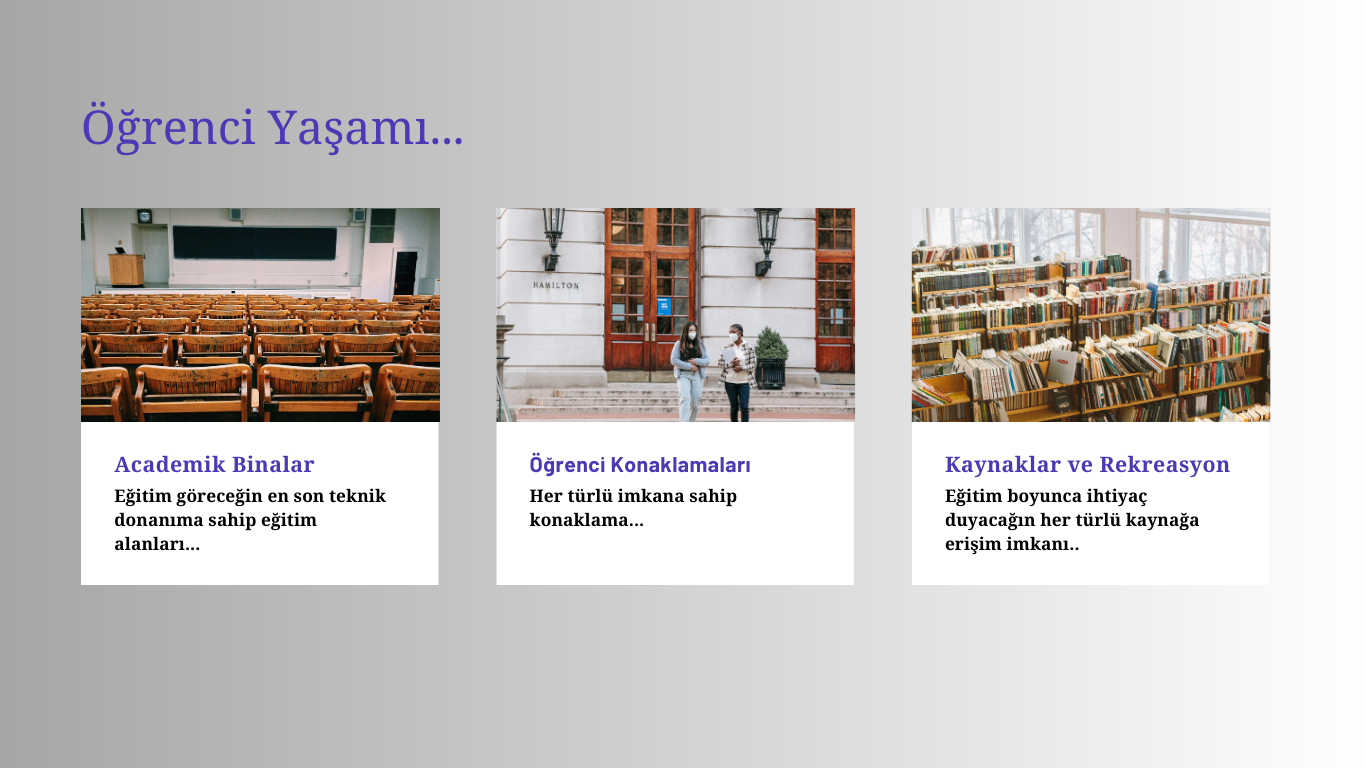 Öğrenci Yaşamı...
HAMILTON
Academik Binalar
Eğitim göreceğin en son teknik
donanıma sahip eğitim
alanları...
Öğrenci Konaklamaları
Her türlü imkana sahip
konaklama...
Kaynaklar ve Rekreasyon
Eğitim boyunca ihtiyaç
duyacağın her türlü kaynağa
erişim imkanı..